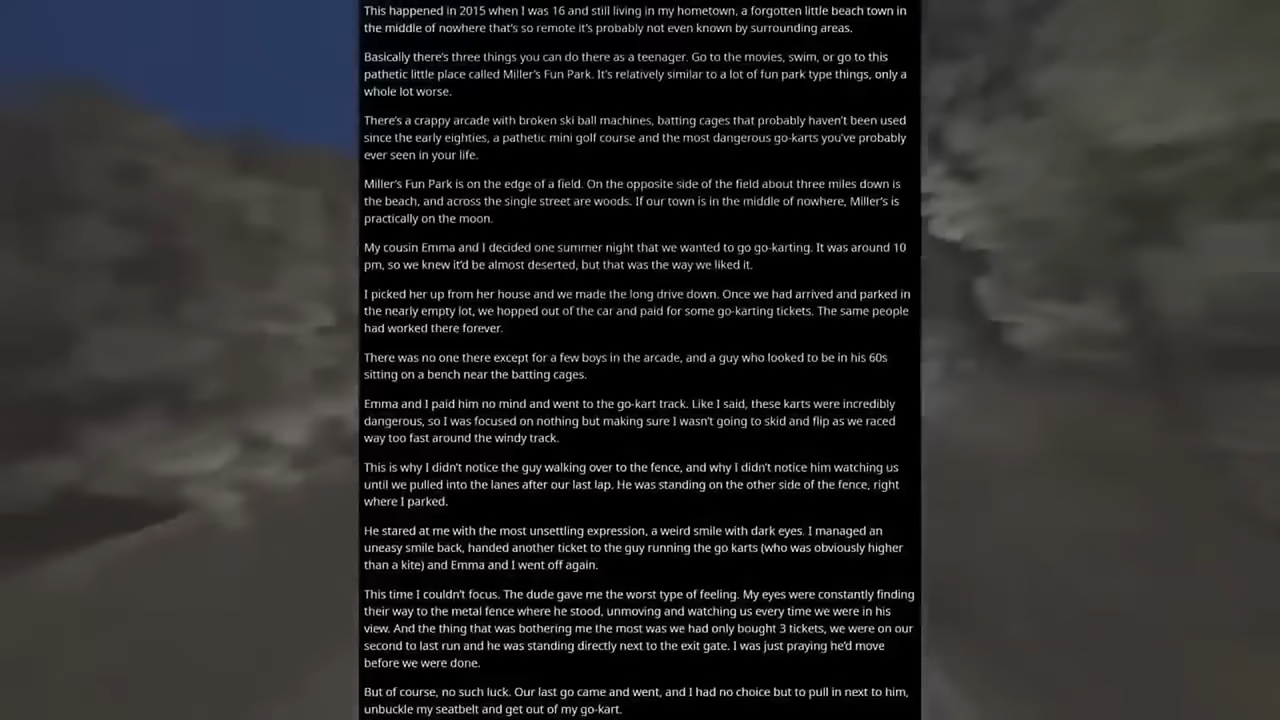 This happened in 2015 when I was 16 and still living in my hometown, a forgotten little beach town in
the middle of nowhere that's so remote it's probably not even known by surrounding areas.
Basically there's three things you can do there as a teenager. Go to the movies, swim, or go to this
pathetic little place called Miller's Fun Park. It's relatively similar to a lot of fun park type things, only a
whole lot worse.
There's a crappy arcade with broken ski ball machines, batting cages that probably haven't been used
since the early eighties, a pathetic mini golf course and the most dangerous go-karts you've probably
ever seen in your life.
Miller's Fun Park is on the edge of a field. On the opposite side of the field about three miles down is
the beach, and across the single street are woods. If our town is in the middle of nowhere, Miller's is
practically on the moon.
My cousin Emma and I decided one summer night that we wanted to go go-karting. It was around 10
pm, so we knew it'd be almost deserted, but that was the way we liked it.
I picked her up from her house and we made the long drive down. Once we had arrived and parked in
the nearly empty lot, we hopped out of the car and paid for some go-karting tickets. The same people
had worked there forever.
There was no one there except for a few boys in the arcade, and a guy who looked to be in his 60s
sitting on a bench near the batting cages.
Emma and I paid him no mind and went to the go-kart track. Like I said, these karts were incredibly
dangerous, so I was focused on nothing but making sure I wasn't going to skid and flip as we raced
way too fast around the windy track.
This is why I didn't notice the guy walking over to the fence, and why I didn't notice him watching us
until we pulled into the lanes after our last lap. He was standing on the other side of the fence, right
where I parked.
He stared at me with the most unsettling expression, a weird smile with dark eyes. I managed an
uneasy smile back, handed another ticket to the guy running the go karts (who was obviously higher
than a kite) and Emma and I went off again.
This time I couldn't focus. The dude gave me the worst type of feeling. My eyes were constantly finding
their way to the metal fence where he stood, unmoving and watching us every time we were in his
view. And the thing that was bothering me the most was we had only bought 3 tickets, we were on our
second to last run and he was standing directly next to the exit gate. I was just praying he'd move
before we were done.
But of course, no such luck. Our last go came and went, and I had no choice but to pull in next to him,
unbuckle my seatbelt and get out of my go-kart.